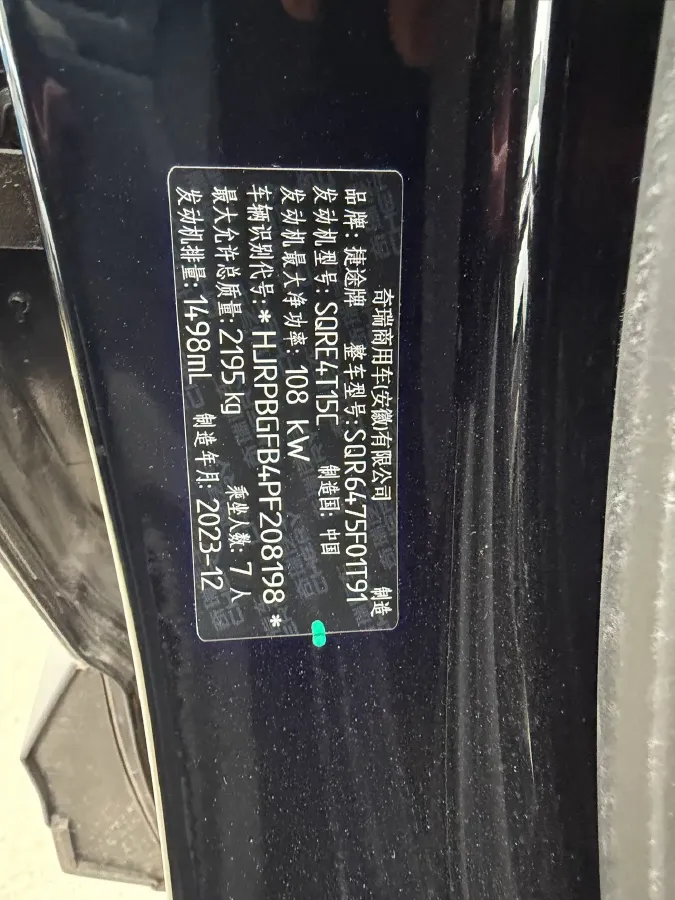 奇瑞商用车(安徽)有限公司 制造
品牌:捷途牌 整车型号:SQR6475F01T91
发动机型号:SQRE4T15C 制造国:中国
发动机最大净功率:108 kW
车辆识别代号:*HJRPBGFB4PF208198*
最大允许总质量:2195 kg 乘坐人数:7人
发动机排量:1498mL 制造年月:2023-12